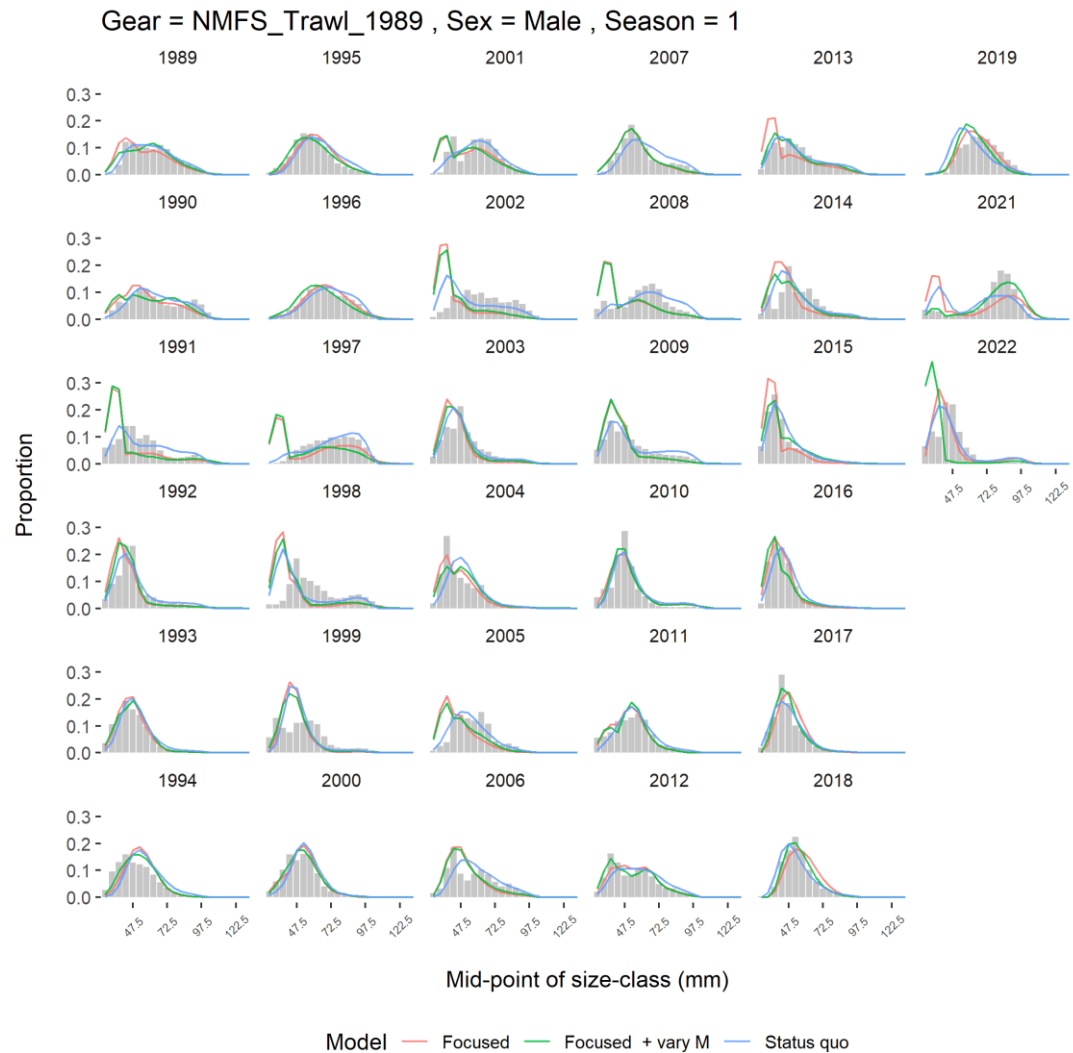 Gear = NMFS_Trawl_1989 , Sex = Male , Season = 1
1989 1995 2001 2007 2013 2019
0.3
0.2
0.1
0.0
1990 1996 2002 2008 2014 2021
0.3
0.2
0.1
0.0
1991 1997 2003 2009 2015 2022
0.3
0.2
0.1
0.0
47.5 72.5 97.5 122.5
1992 1998 2004 2010 2016
0.3
0.2
0.1
0.0
1993 1999 2005 2011 2017
0.3
0.2
0.1
0.0
1994 2000 2006 2012 2018
0.3
0.2
0.1
0.0
47.5 72.5 97.5 122.5 47.5 72.5 97.5 122.5 47.5 72.5 97.5 122.5 47.5 72.5 97.5 122.5 47.5 72.5 97.5 122.5
Proportion
Mid-point of size-class (mm)
Model Focused Focused + vary M Status quo